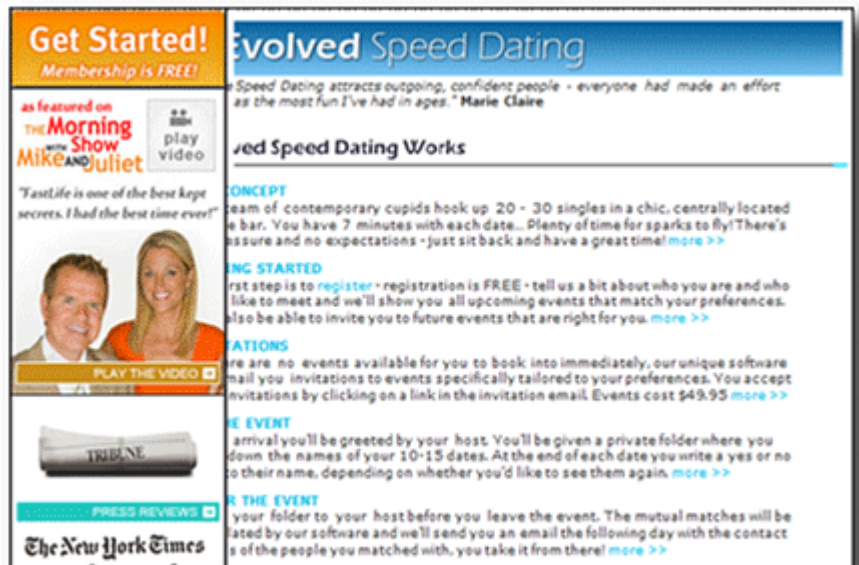 Get Started!
Membership is FREE!
as featured on
THE Morning
Show
WITH
Mike AND Juliet
play
video
"FastLife is one of the best kept
secrets. I had the best time ever!"
PLAY THE VIDEO
TRIBUNE
PRESS REVIEWS
The New York Times
Evolved Speed Dating
Speed Dating attracts outgoing, confident people - everyone had made an effort
as the most fun I've had in ages." Marie Claire
ved Speed Dating Works
CONCEPT
team of contemporary cupids hook up 20 - 30 singles in a chic, centrally located
e bar. You have 7 minutes with each date... Plenty of time for sparks to fly! There's
essure and no expectations - just sit back and have a great time! more >>
NG STARTED
rst step is to register - registration is FREE - tell us a bit about who you are and who
like to meet and we'll show you all upcoming events that match your preferences.
also be able to invite you to future events that are right for you. more >>
TATIONS
re are no events available for you to book into immediately, our unique software
mail you invitations to events specifically tailored to your preferences. You accept
nvitations by clicking on a link in the invitation email. Events cost $49.95 more >>
HE EVENT
arrival you'll be greeted by your host. You'll be given a private folder where you
down the names of your 10-15 dates. At the end of each date you write a yes or no
to their name, depending on whether you'd like to see them again. more >>
R THE EVENT
your folder to your host before you leave the event. The mutual matches will be
lated by our software and we'll send you an email the following day with the contact
s of the people you matched with, you take it from there! more >>